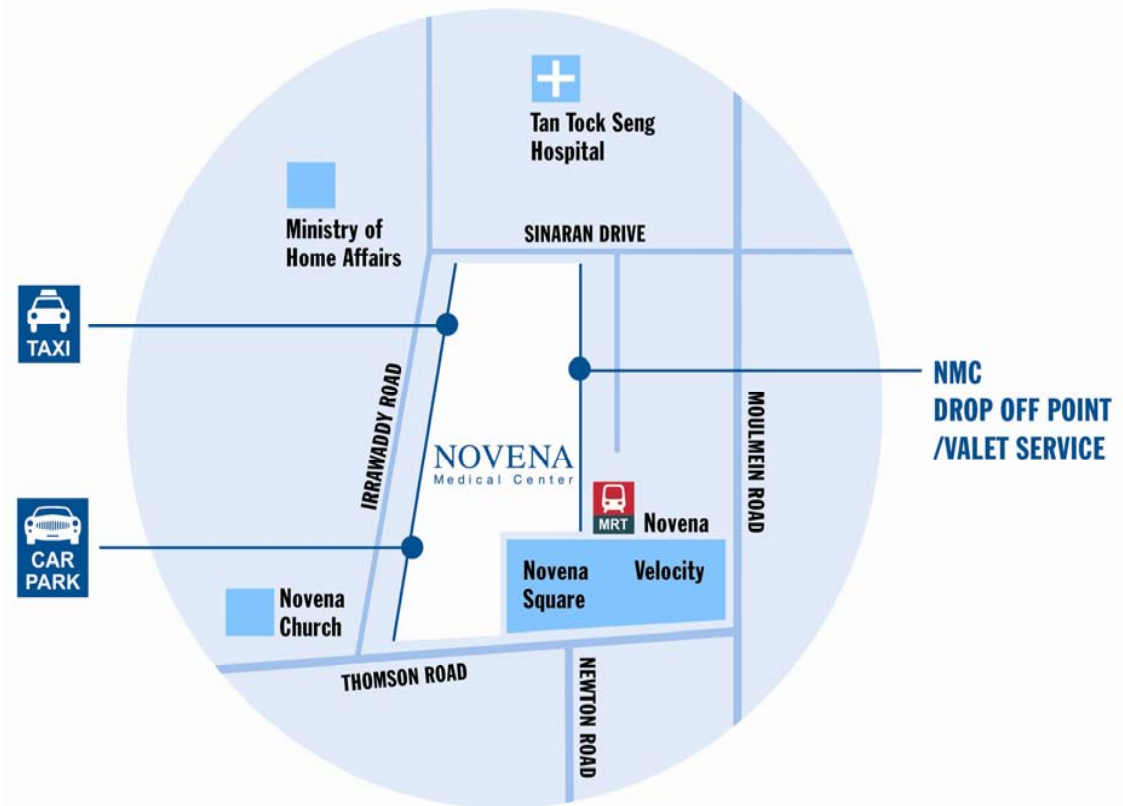 Tan Tock Seng
Hospital
Ministry of
Home Affairs
SINARAN DRIVE
TAXI
IRRAWADDY ROAD
NMC
DROP OFF POINT
/VALET SERVICE
MOULMEIN ROAD
NOVENA
Medical Center
MRT Novena
CAR
PARK
Novena Velocity
Square
Novena
Church
THOMSON ROAD
NEWTON ROAD